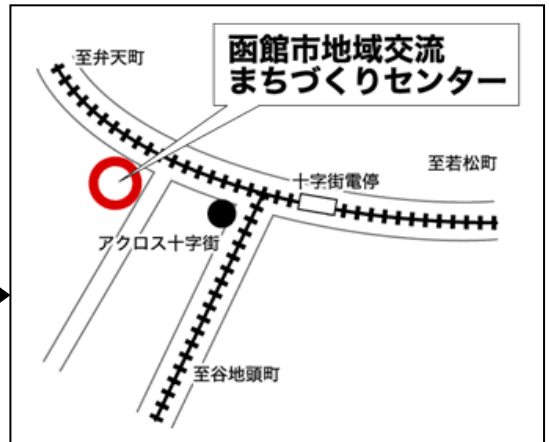 至弁天町
函館市地域交流
まちづくりセンター
至若松町
十字街電停
アクロス十字街
至谷地頭町